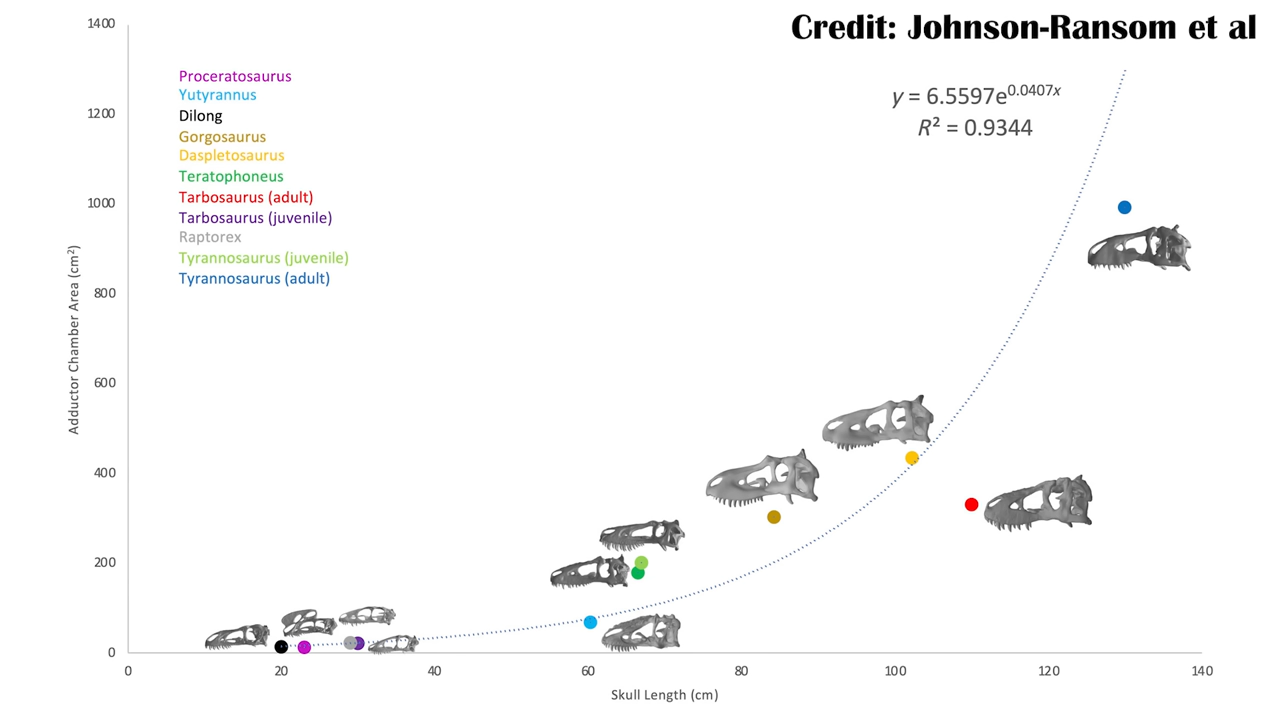 Credit: Johnson-Ransom et al
1400
1200
1000
800
600
400
200
0
Adductor Chamber Area (cm²)
Proceratosaurus
Yutyrannus
Dilong
Gorgosaurus
Daspletosaurus
Teratophoneus
Tarbosaurus (adult)
Tarbosaurus (juvenile)
Raptorex
Tyrannosaurus (juvenile)
Tyrannosaurus (adult)
y = 6.5597e^0.0407x
R² = 0.9344
0 20 40 60 80 100 120 140
Skull Length (cm)